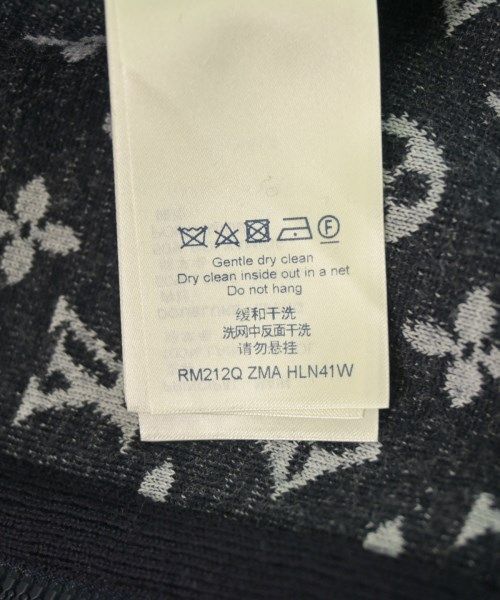 F
Gentle dry clean
Dry clean inside out in a net
Do not hang
缓和干洗
洗网中反面干洗
请勿悬挂
RM212Q ZMA HLN41W